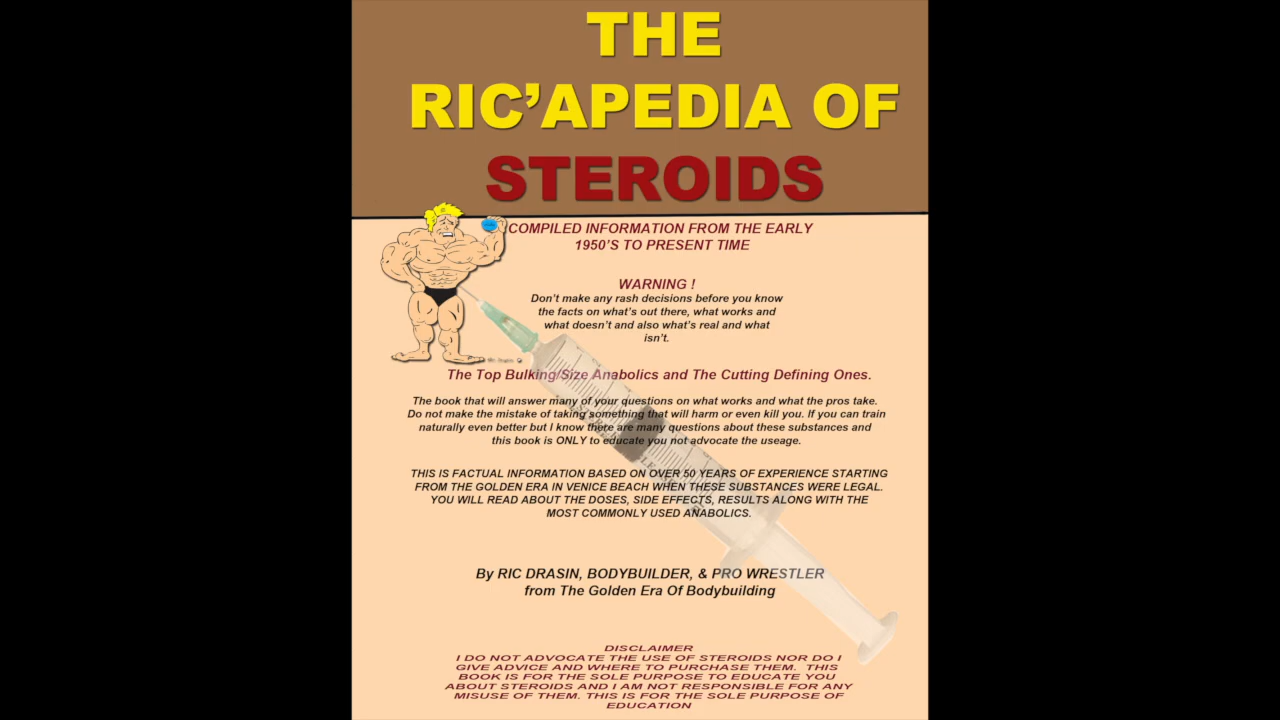 THE
RIC'APEDIA OF
STEROIDS
COMPILED INFORMATION FROM THE EARLY
1950'S TO PRESENT TIME
WARNING !
Don't make any rash decisions before you know
the facts on what's out there, what works and
what doesn't and also what's real and what
isn't.
The Top Bulking/Size Anabolics and The Cutting Defining Ones.
The book that will answer many of your questions on what works and what the pros take.
Do not make the mistake of taking something that will harm or even kill you. If you can train
naturally even better but I know there are many questions about these substances and
this book is ONLY to educate you not advocate the useage.
THIS IS FACTUAL INFORMATION BASED ON OVER 50 YEARS OF EXPERIENCE STARTING
FROM THE GOLDEN ERA IN VENICE BEACH WHEN THESE SUBSTANCES WERE LEGAL.
YOU WILL READ ABOUT THE DOSES, SIDE EFFECTS, RESULTS ALONG WITH THE
MOST COMMONLY USED ANABOLICS.
By RIC DRASIN, BODYBUILDER, & PRO WRESTLER
from The Golden Era Of Bodybuilding
DISCLAIMER
I DO NOT ADVOCATE THE USE OF STEROIDS NOR DO I
GIVE ADVICE AND WHERE TO PURCHASE THEM. THIS
BOOK IS FOR THE SOLE PURPOSE TO EDUCATE YOU
ABOUT STEROIDS AND I AM NOT RESPONSIBLE FOR ANY
MISUSE OF THEM. THIS IS FOR THE SOLE PURPOSE OF
EDUCATION